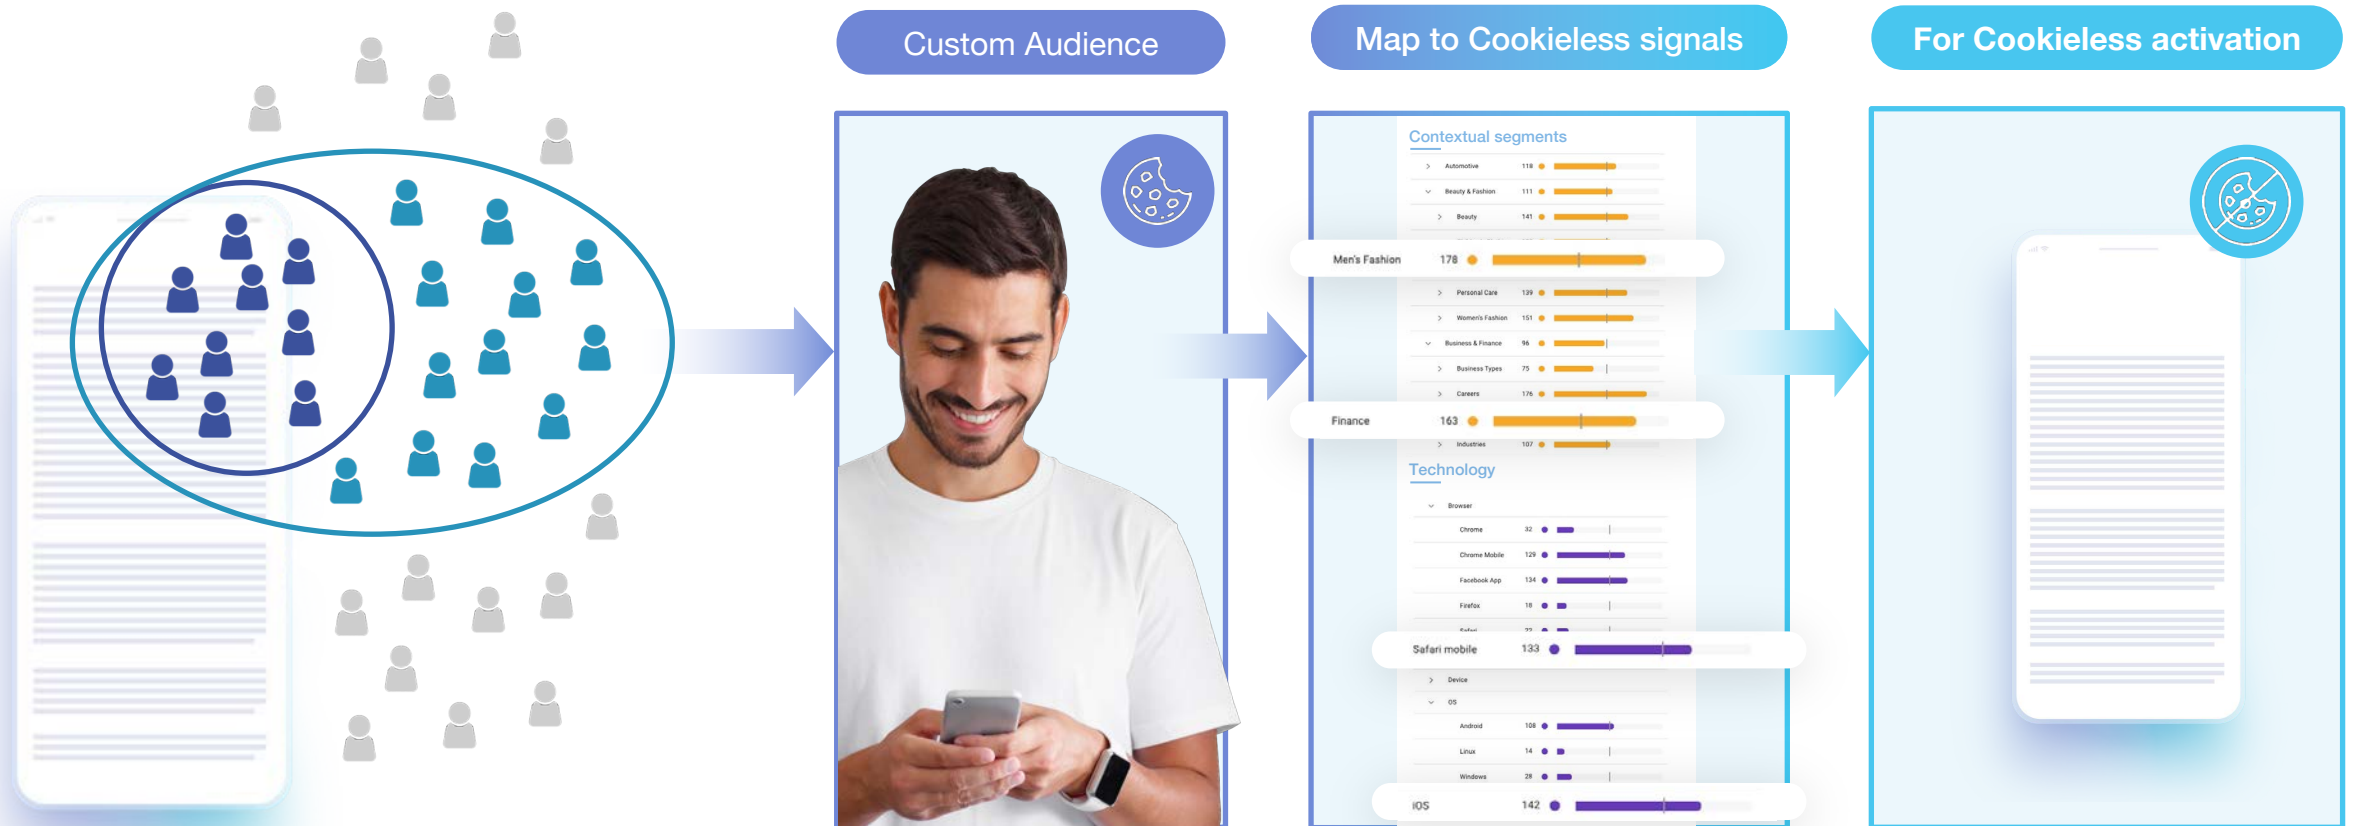 Custom Audience
Map to Cookieless signals
For Cookieless activation
Contextual segments
Automotive 118
Beauty & Fashion 111
Beauty 141
Men's Fashion 178
Personal Care 139
Women's Fashion 151
Business & Finance 96
Business Types 75
Careers 176
Finance 163
Industries 107
Technology
Browser
Chrome 32
Chrome Mobile 129
Facebook App 134
Firefox 18
Safari mobile 133
Device
OS
Android 108
Linux 14
Windows 28
iOS 142